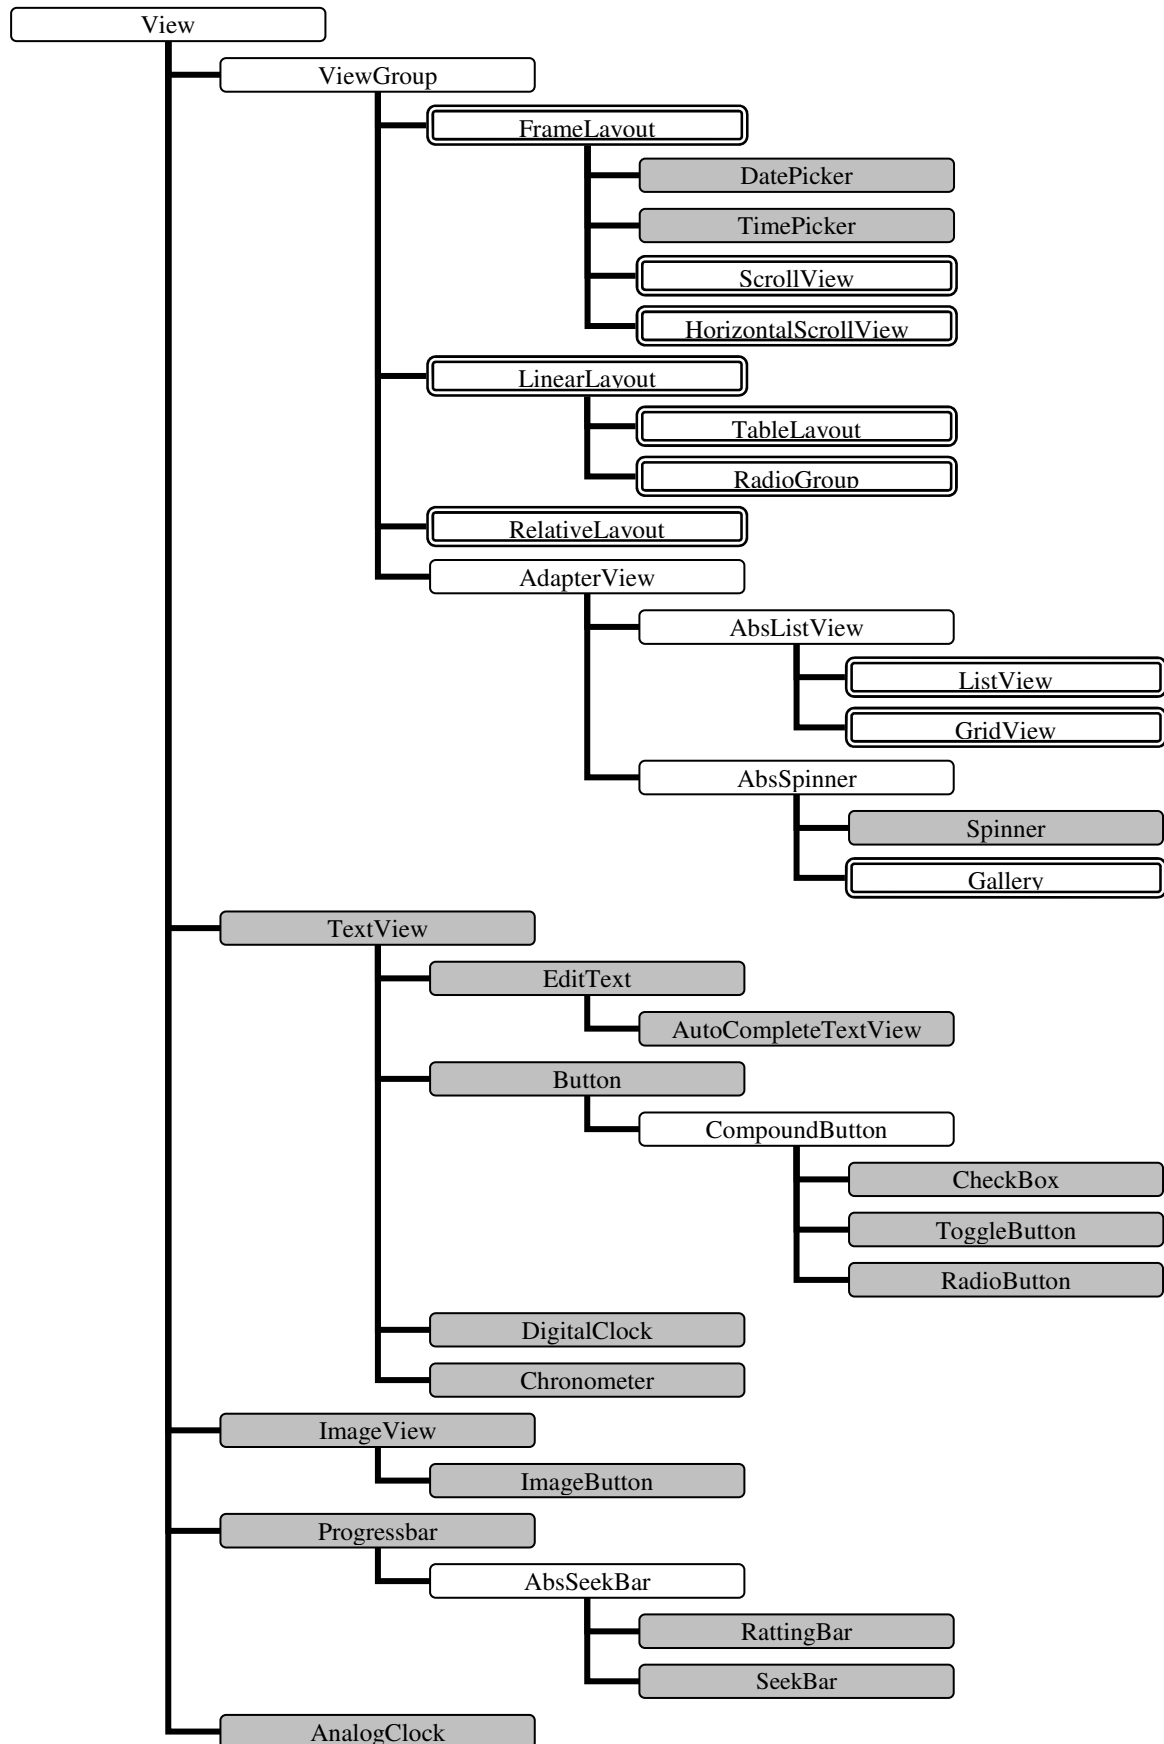 View
ViewGroup
FrameLayout
DatePicker
TimePicker
ScrollView
HorizontalScrollView
LinearLayout
TableLayout
RadioGroup
RelativeLayout
AdapterView
AbsListView
ListView
GridView
AbsSpinner
Spinner
Gallery
TextView
EditText
AutoCompleteTextView
Button
CompoundButton
CheckBox
ToggleButton
RadioButton
DigitalClock
Chronometer
ImageView
ImageButton
Progressbar
AbsSeekBar
RattingBar
SeekBar
AnalogClock